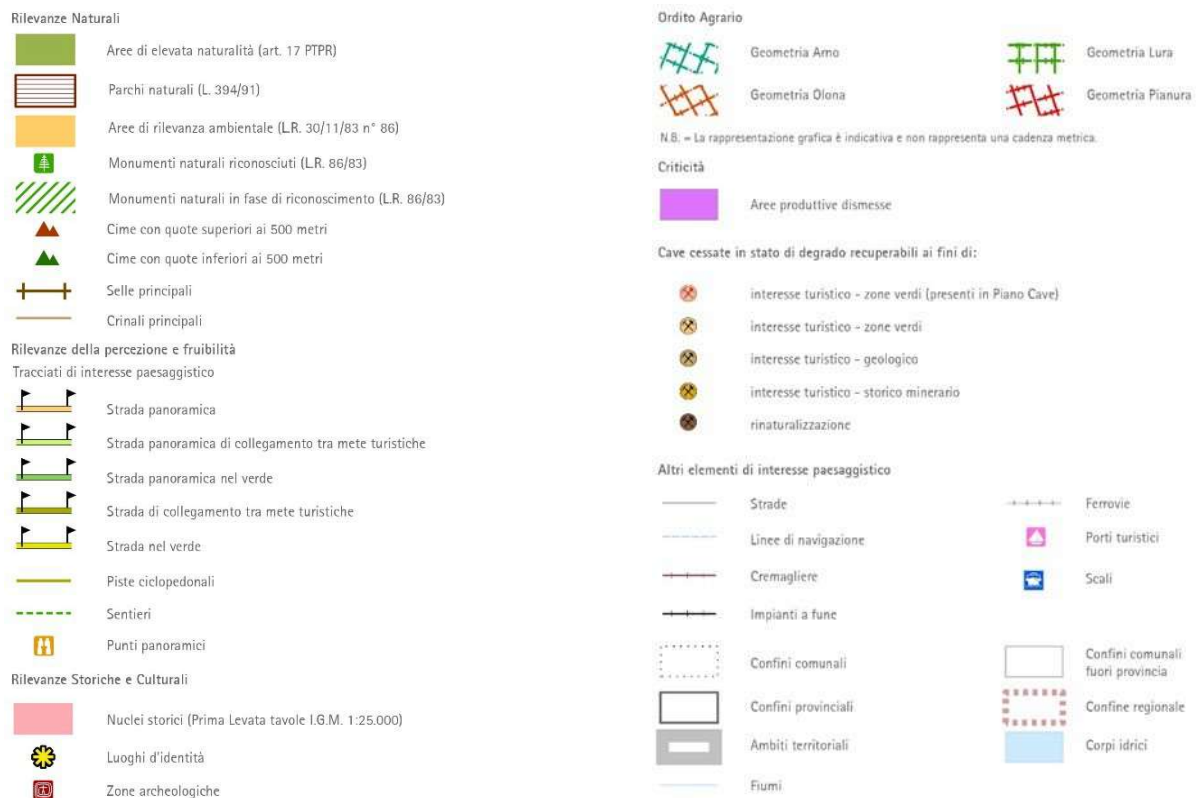 Rilevanze Naturali
Aree di elevata naturalità (art. 17 PTPR)
Parchi naturali (L. 394/91)
Aree di rilevanza ambientale (L.R. 30/11/83 n° 86)
Monumenti naturali riconosciuti (L.R. 86/83)
Monumenti naturali in fase di riconoscimento (L.R. 86/83)
Cime con quote superiori ai 500 metri
Cime con quote inferiori ai 500 metri
Selle principali
Crinali principali
Rilevanze della percezione e fruibilità
Tracciati di interesse paesaggistico
Strada panoramica
Strada panoramica di collegamento tra mete turistiche
Strada panoramica nel verde
Strada di collegamento tra mete turistiche
Strada nel verde
Piste ciclopedonali
Sentieri
Punti panoramici
Rilevanze Storiche e Culturali
Nuclei storici (Prima Levata tavole I.G.M. 1:25.000)
Luoghi d'identità
Zone archeologiche
Ordito Agrario
Geometria Arno
Geometria Lura
Geometria Olona
Geometria Pianura
N.B. = La rappresentazione grafica è indicativa e non rappresenta una cadenza metrica.
Criticità
Aree produttive dismesse
Cave cessate in stato di degrado recuperabili ai fini di:
interesse turistico - zone verdi (presenti in Piano Cave)
interesse turistico - zone verdi
interesse turistico - geologico
interesse turistico - storico minerario
rinaturalizzazione
Altri elementi di interesse paesaggistico
Strade
Ferrovie
Linee di navigazione
Porti turistici
Cremagliere
Scali
Impianti a fune
Confini comunali
Confini comunali
fuori provincia
Confini provinciali
Confine regionale
Ambiti territoriali
Corpi idrici
Fiumi